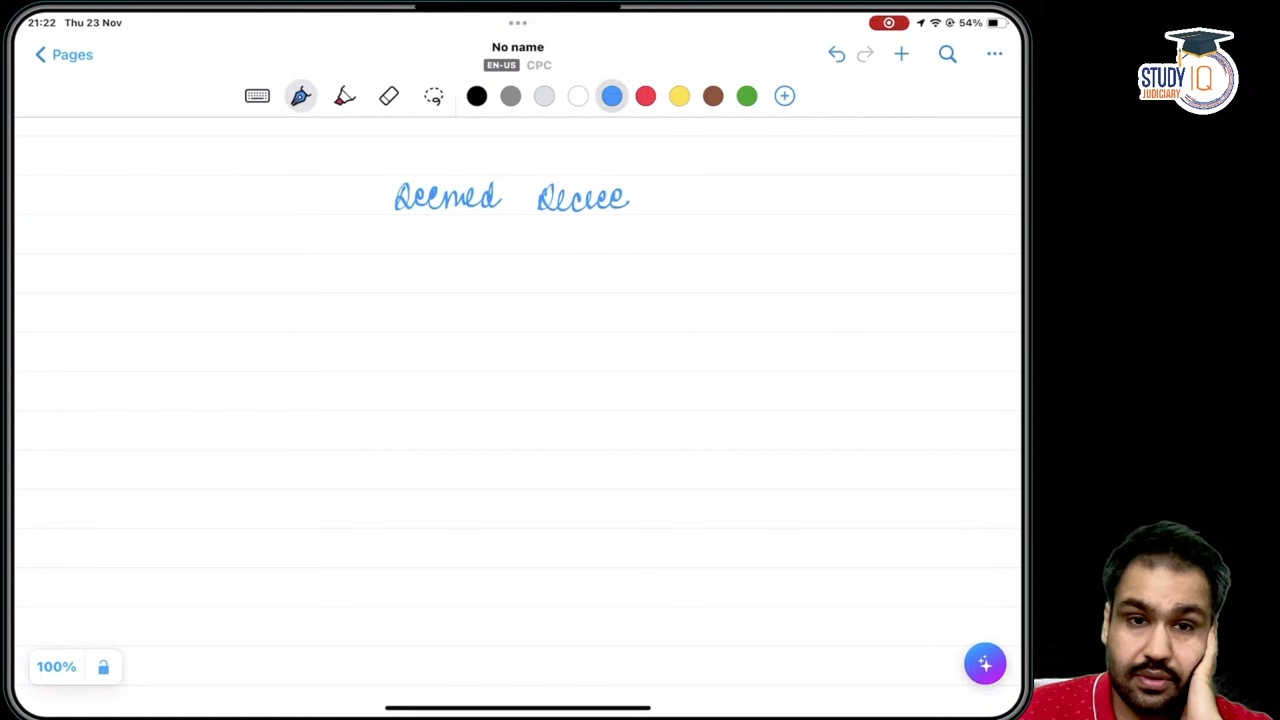 21:22 Thu 23 Nov
54%
Pages
No name
EN-US CPC
STUDY IQ
JUDICIARY
Deemed Decree
100%